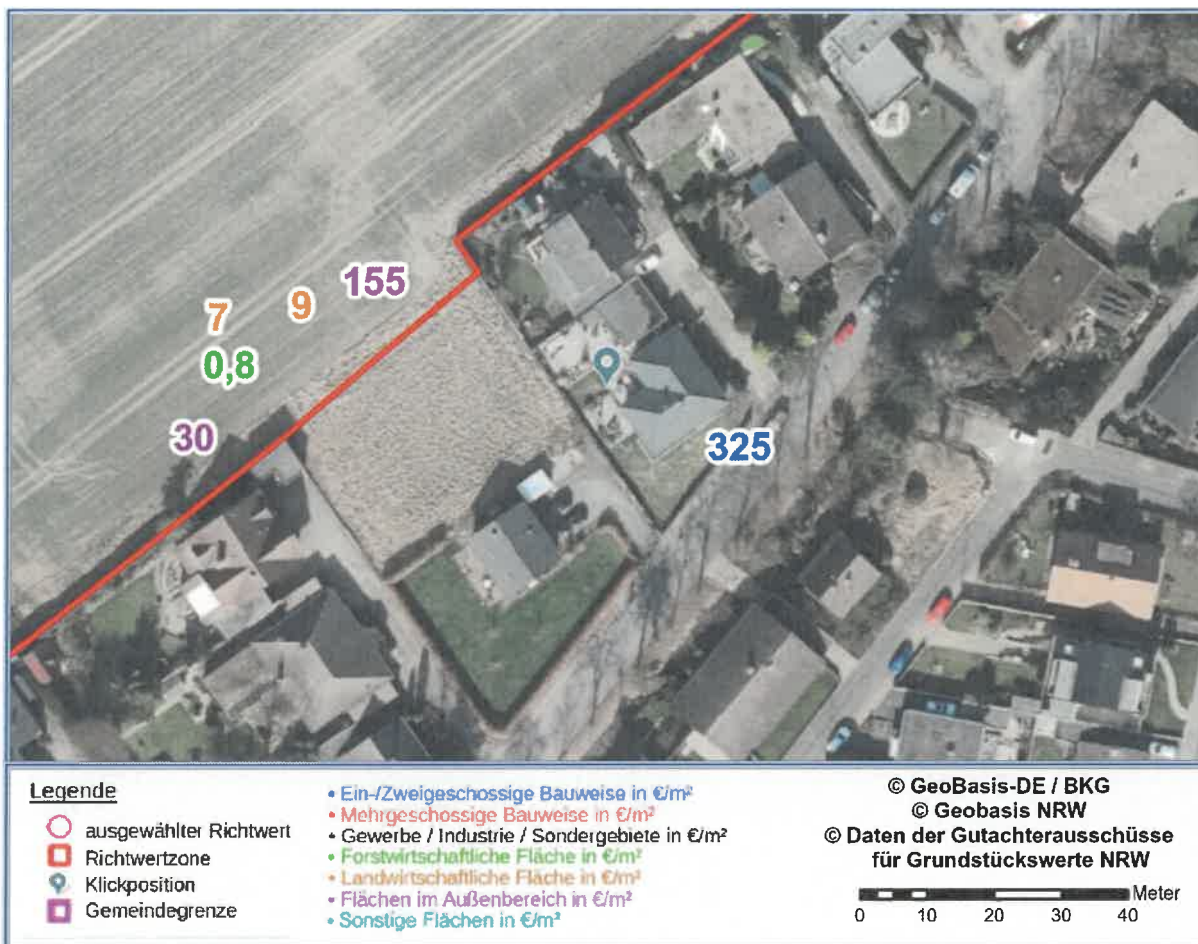 155
7
9
0,8
30
325
Legende
ausgewählter Richtwert
Richtwertzone
Klickposition
Gemeindegrenze
• Ein-/Zweigeschossige Bauweise in €/m²
• Mehrgeschossige Bauweise in €/m²
• Gewerbe / Industrie / Sondergebiete in €/m²
• Forstwirtschaftliche Fläche in €/m²
• Landwirtschaftliche Fläche in €/m²
• Flächen im Außenbereich in €/m²
• Sonstige Flächen in €/m²
© GeoBasis-DE / BKG
© Geobasis NRW
© Daten der Gutachterausschüsse
für Grundstückswerte NRW
Meter
0 10 20 30 40